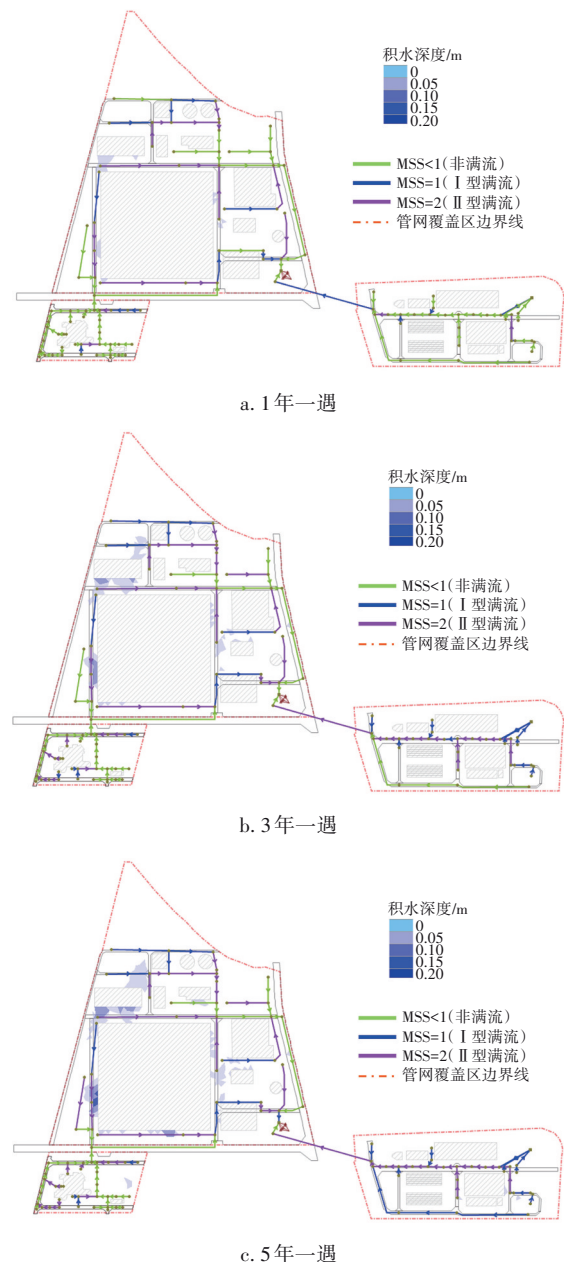 积水深度/m
0
0.05
0.10
0.15
0.20
MSS<1(非满流)
MSS=1(Ⅰ型满流)
MSS=2(Ⅱ型满流)
管网覆盖区边界线
a. 1年一遇
积水深度/m
0
0.05
0.10
0.15
0.20
MSS<1(非满流)
MSS=1(Ⅰ型满流)
MSS=2(Ⅱ型满流)
管网覆盖区边界线
b. 3年一遇
积水深度/m
0
0.05
0.10
0.15
0.20
MSS<1(非满流)
MSS=1(Ⅰ型满流)
MSS=2(Ⅱ型满流)
管网覆盖区边界线
c. 5年一遇